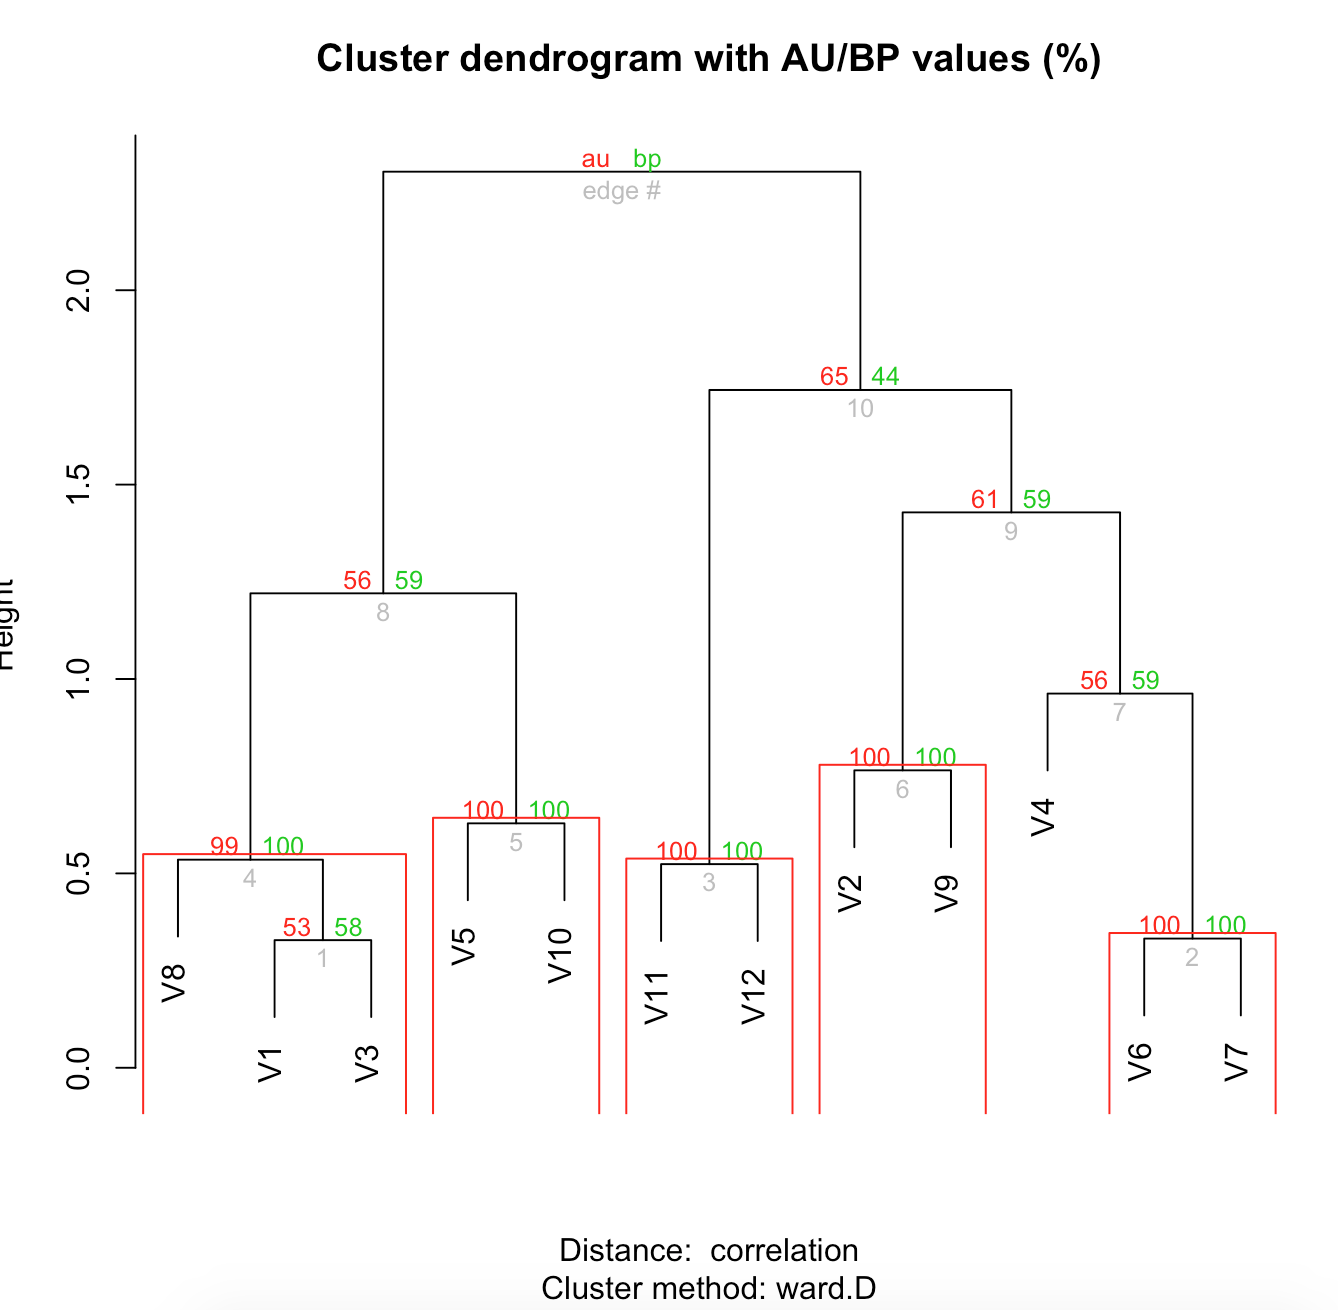 Cluster dendrogram with AU/BP values (%)
au bp
edge #
2.0
65 44
10
1.5
61 59
9
56 59
8
1.0
56 59
7
100 100
6
100 100
5
V4
99 100
4
100 100
3
0.5
V2
V9
53 58
1
100 100
2
V5
V10
V8
V11
V12
V1
V3
V6
V7
0.0
Height
Distance: correlation
Cluster method: ward.D